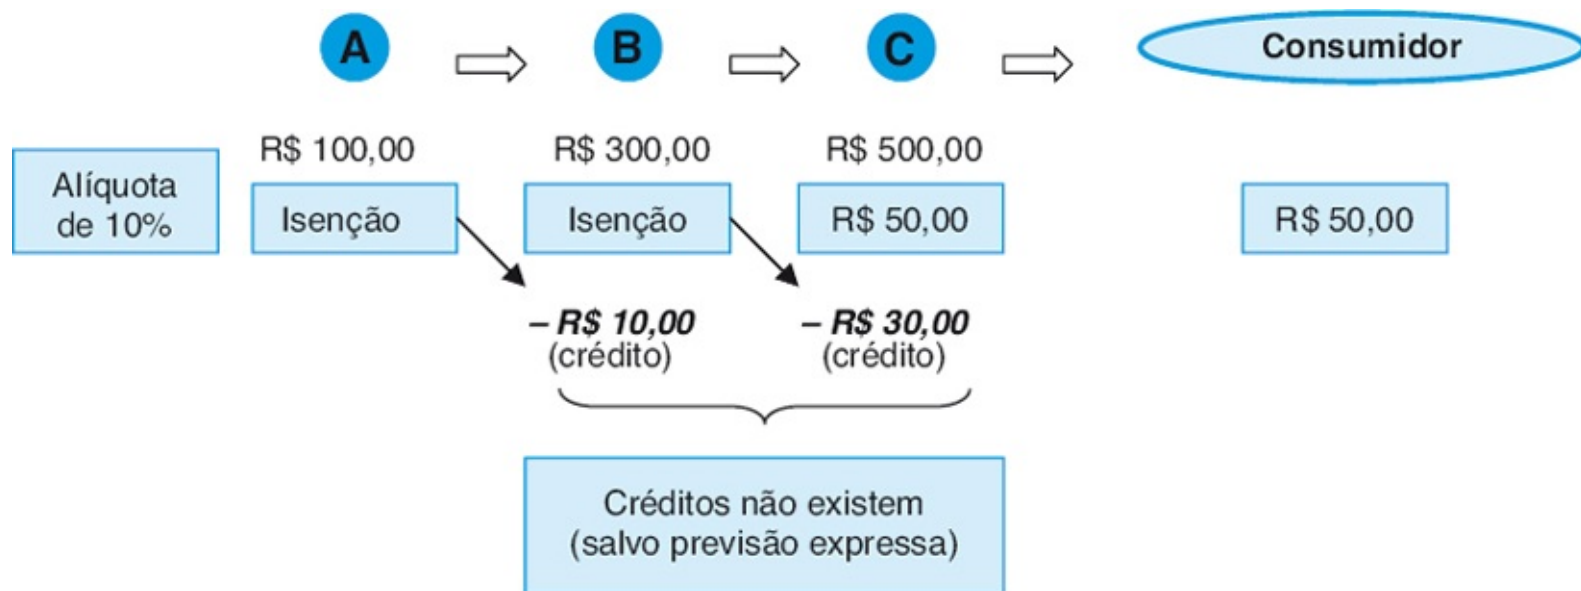 A
B
C
Consumidor
R$ 100,00
R$ 300,00
R$ 500,00
Alíquota
de 10%
Isenção
Isenção
R$ 50,00
R$ 50,00
– R$ 10,00
(crédito)
– R$ 30,00
(crédito)
Créditos não existem
(salvo previsão expressa)